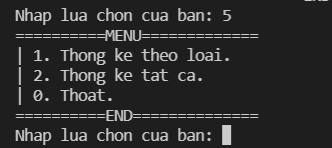 Nhap lua chon cua ban: 5
==========MENU=============
| 1. Thong ke theo loai.
| 2. Thong ke tat ca.
| 0. Thoat.
==========END==============
Nhap lua chon cua ban: